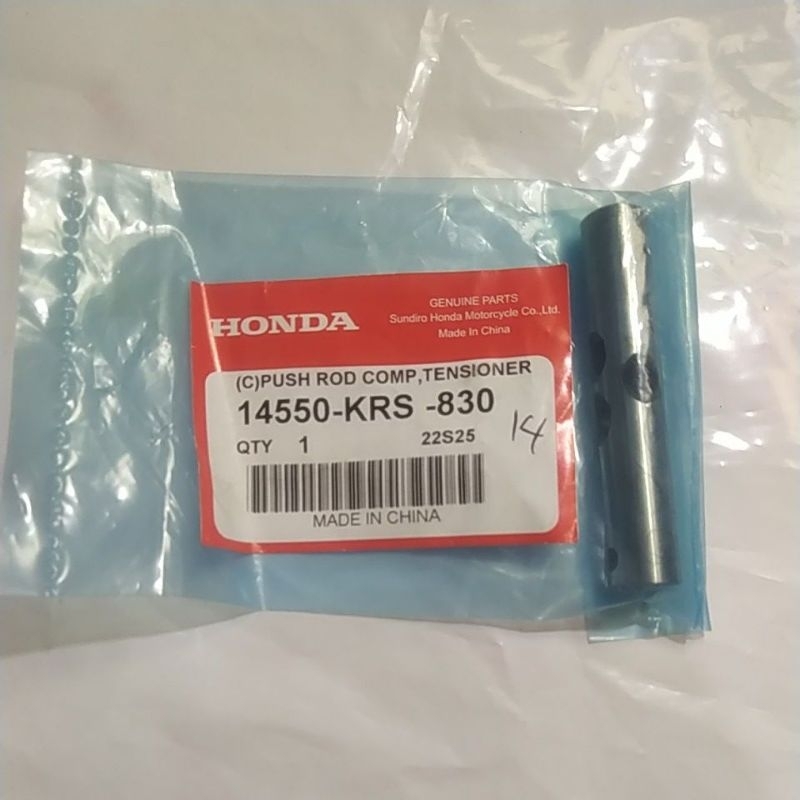 HONDA
GENUINE PARTS
Sundiro Honda Motorcycle Co.,Ltd.
Made In China
(C)PUSH ROD COMP,TENSIONER
14550-KRS -830
QTY 1 22S25
14
MADE IN CHINA